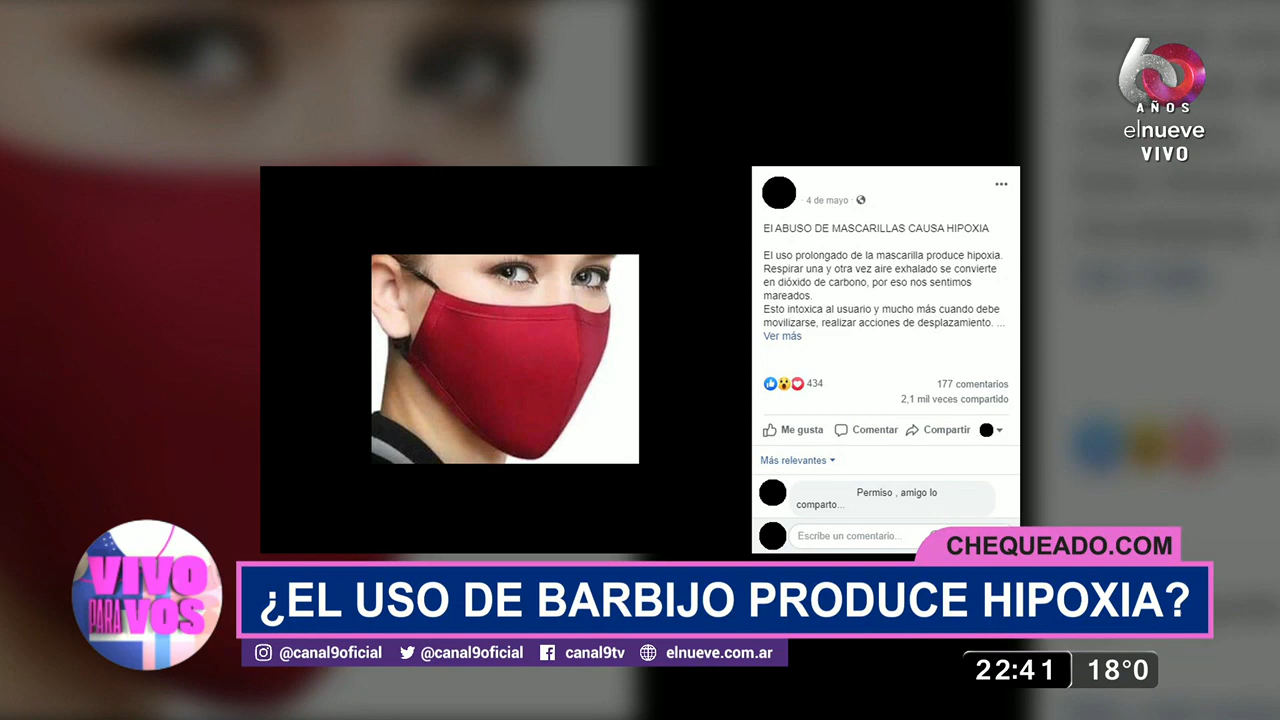 60
AÑOS
elnueve
VIVO
4 de mayo
El ABUSO DE MASCARILLAS CAUSA HIPOXIA
El uso prolongado de la mascarilla produce hipoxia.
Respirar una y otra vez aire exhalado se convierte
en dióxido de carbono, por eso nos sentimos
mareados.
Esto intoxica al usuario y mucho más cuando debe
movilizarse, realizar acciones de desplazamiento. ...
Ver más
434
177 comentarios
2,1 mil veces compartido
Me gusta Comentar Compartir
Más relevantes
Permiso , amigo lo
comparto...
Escribe un comentario...
CHEQUEADO.COM
VIVO
PARA
VOS
¿EL USO DE BARBIJO PRODUCE HIPOXIA?
@canal9oficial @canal9oficial canal9tv elnueve.com.ar
22:41 18°0